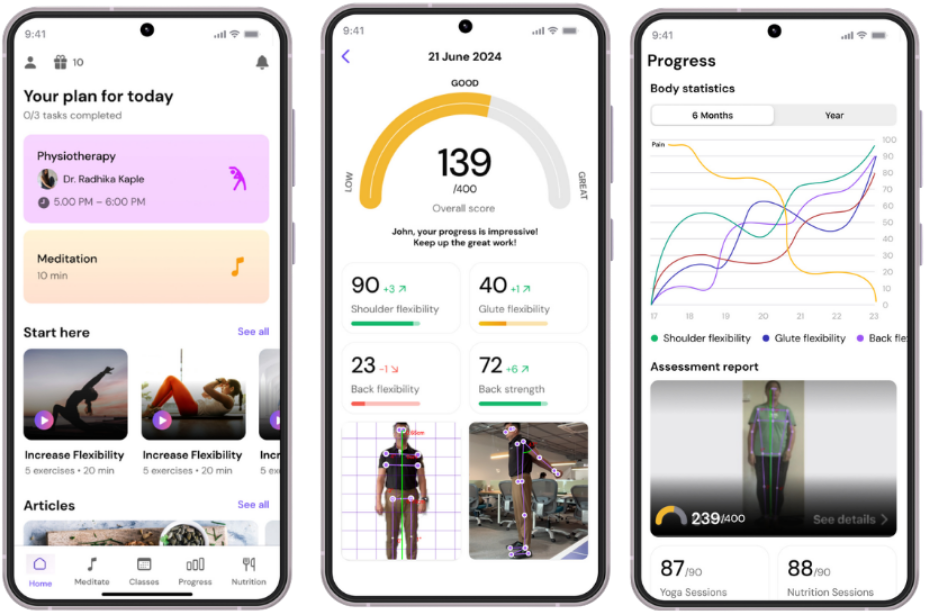 9:41
10
Your plan for today
0/3 tasks completed
Physiotherapy
Dr. Radhika Kaple
5.00 PM – 6:00 PM
Meditation
10 min
Start here
See all
Increase Flexibility
5 exercises • 20 min
Increase Flexibility
5 exercises • 20 min
Inc
5 ex
Articles
See all
Home
Meditate
Classes
Progress
Nutrition
9:41
21 June 2024
GOOD
LOW
GREAT
139
/400
Overall score
John, your progress is impressive!
Keep up the great work!
90 +3
Shoulder flexibility
40 +1
Glute flexibility
23 -1
Back flexibility
72 +6
Back strength
9:41
Progress
Body statistics
6 Months
Year
Pain
100
90
80
70
60
50
40
30
20
10
0
17
18
19
20
21
22
23
Shoulder flexibility
Glute flexibility
Back fle
Assessment report
239/400
See details
87/90
Yoga Sessions
88/90
Nutrition Sessions